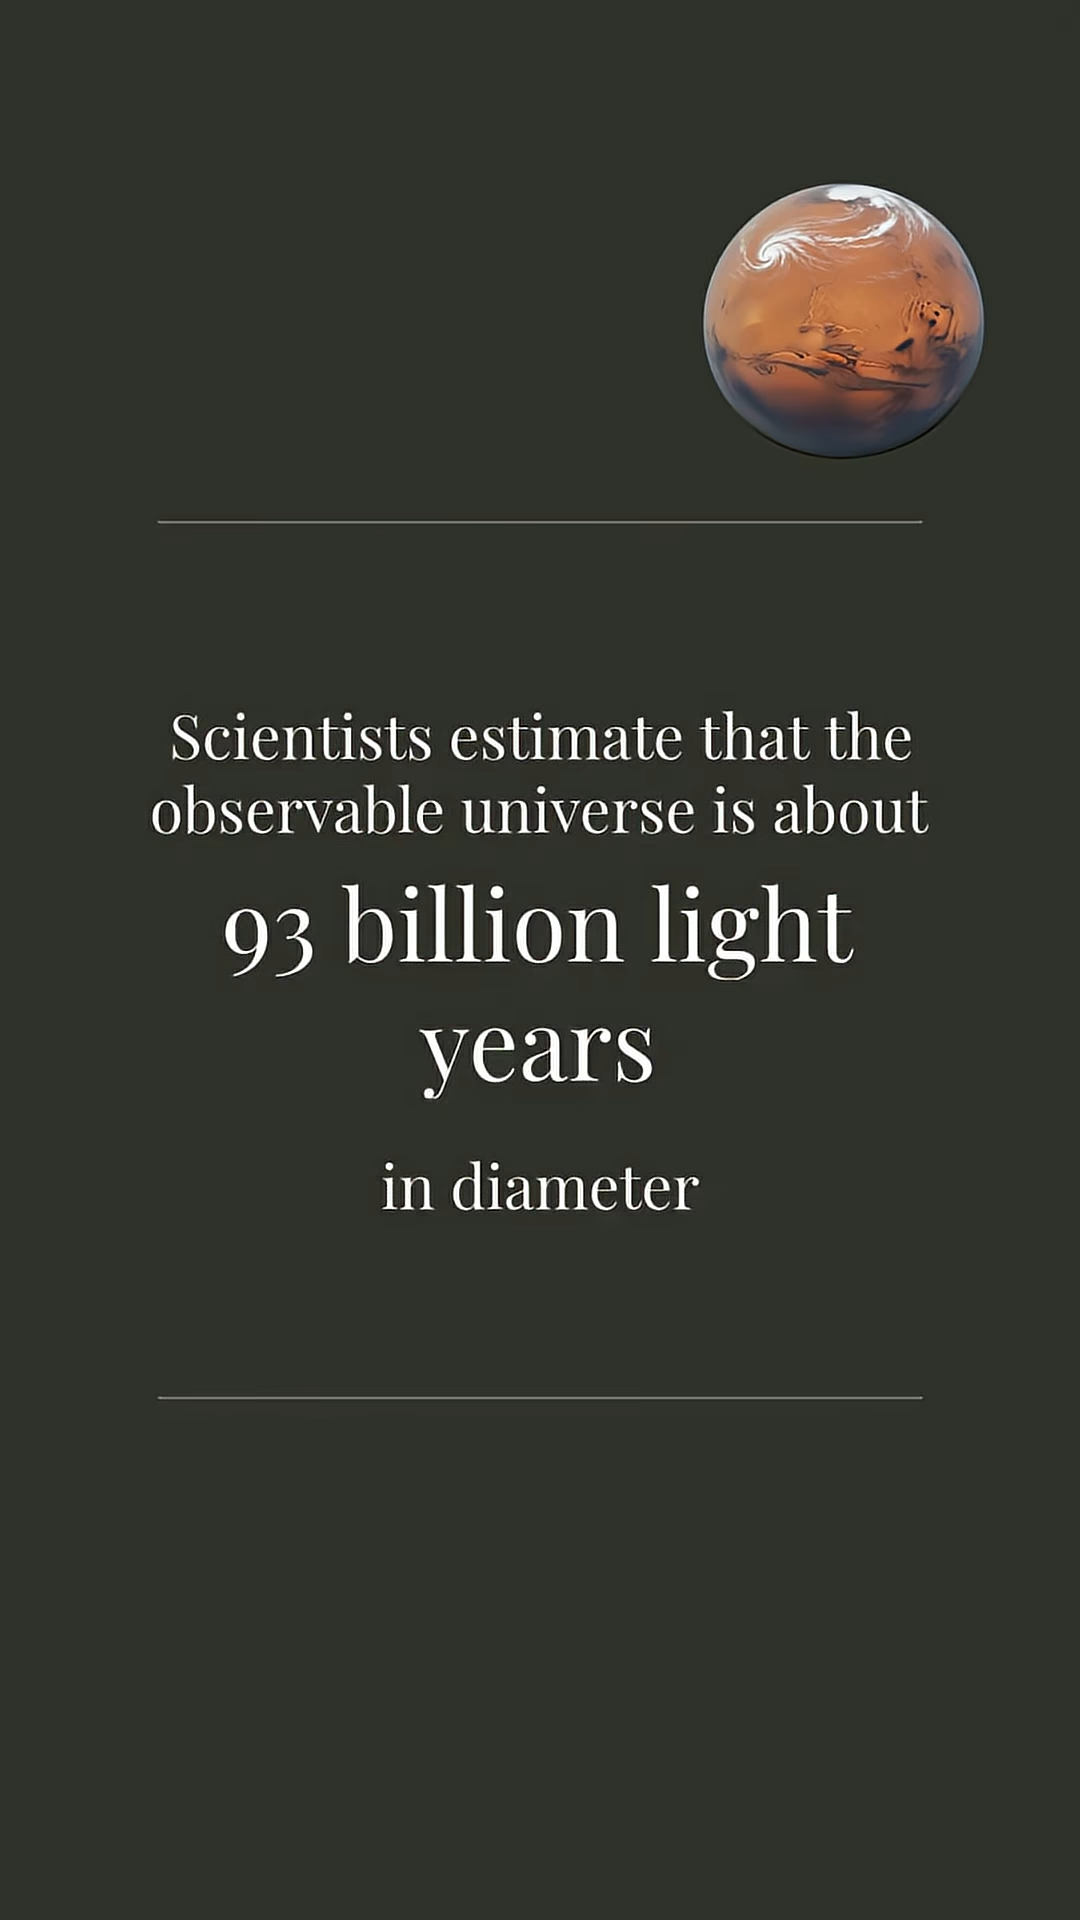 Scientists estimate that the
observable universe is about
93 billion light
years
in diameter